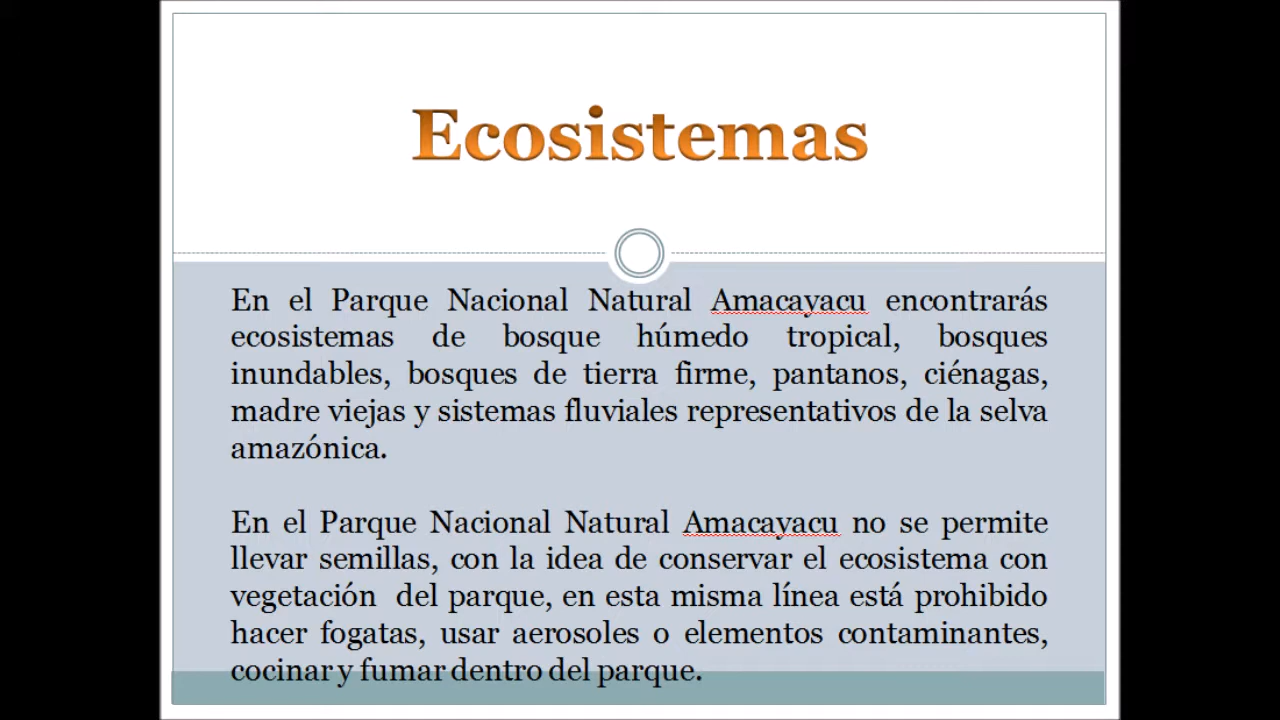 Ecosistemas
En el Parque Nacional Natural Amacayacu encontrarás
ecosistemas de bosque húmedo tropical, bosques
inundables, bosques de tierra firme, pantanos, ciénagas,
madre viejas y sistemas fluviales representativos de la selva
amazónica.
En el Parque Nacional Natural Amacayacu no se permite
llevar semillas, con la idea de conservar el ecosistema con
vegetación del parque, en esta misma línea está prohibido
hacer fogatas, usar aerosoles o elementos contaminantes,
cocinar y fumar dentro del parque.